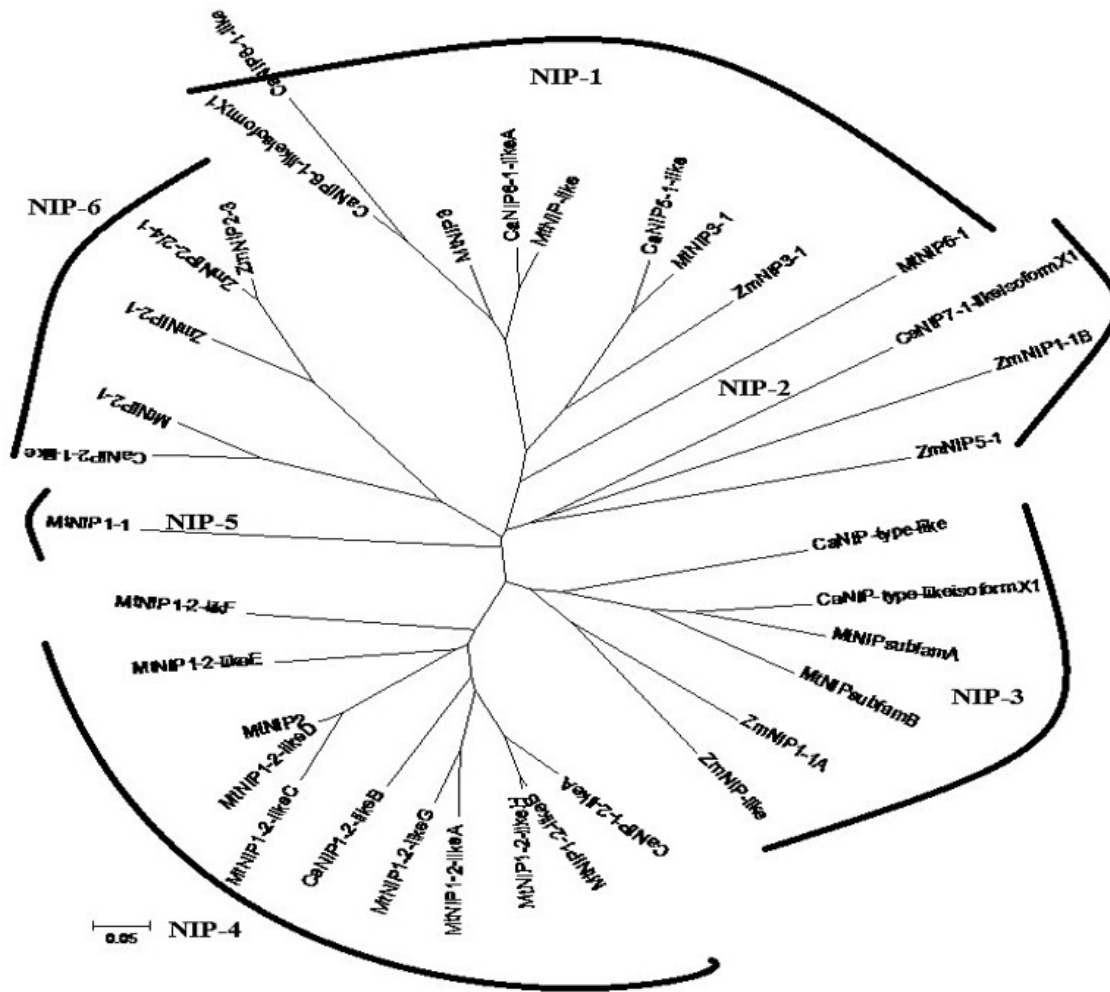 NIP-1
CaNIP6-1-like
CaNIP6-1-likeIsoformX1
MtNIP3
CaNIP6-1-likeA
MtNIP-like
CaNIP5-1-like
MtNIP3-1
ZmNIP3-1
MtNIP6-1
NIP-2
CaNIP7-1-likeisoformX1
ZmNIP1-1B
ZmNIP5-1
NIP-3
CaNIP-type-like
CaNIP-type-likeisoformX1
MtNIPsubfamA
MtNIPsubfamB
ZmNIP1-1A
ZmNIP-like
NIP-4
CaNIP1-2-likeA
MtNIP1-2-likeB
MtNIP1-2-likeA
MtNIP1-2-likeG
CaNIP1-2-likeB
MtNIP1-2-likeC
MtNIP1-2-likeD
MtNIP2
MtNIP1-2-likeE
MtNIP1-2-likF
NIP-5
MtNIP1-1
NIP-6
CaNIP2-1-like
MtNIP2-1
ZmNIP2-1
ZmNIP2-2/4-1
ZmNIP2-3
0.05